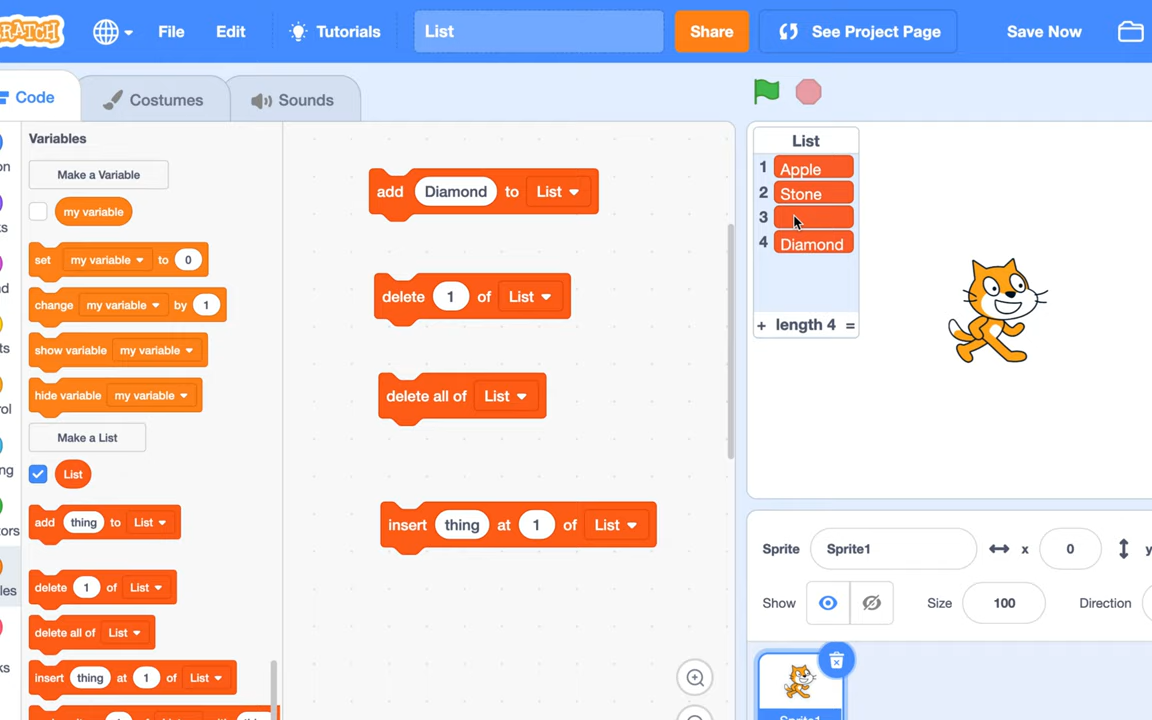 File Edit Tutorials List Share See Project Page Save Now
Code Costumes Sounds
Variables
Make a Variable
my variable
set my variable to 0
change my variable by 1
show variable my variable
hide variable my variable
Make a List
List
add thing to List
delete 1 of List
delete all of List
insert thing at 1 of List
add Diamond to List
delete 1 of List
delete all of List
insert thing at 1 of List
List
1 Apple
2 Stone
3
4 Diamond
+ length 4 =
Sprite Sprite1 x 0 y
Show Size 100 Direction